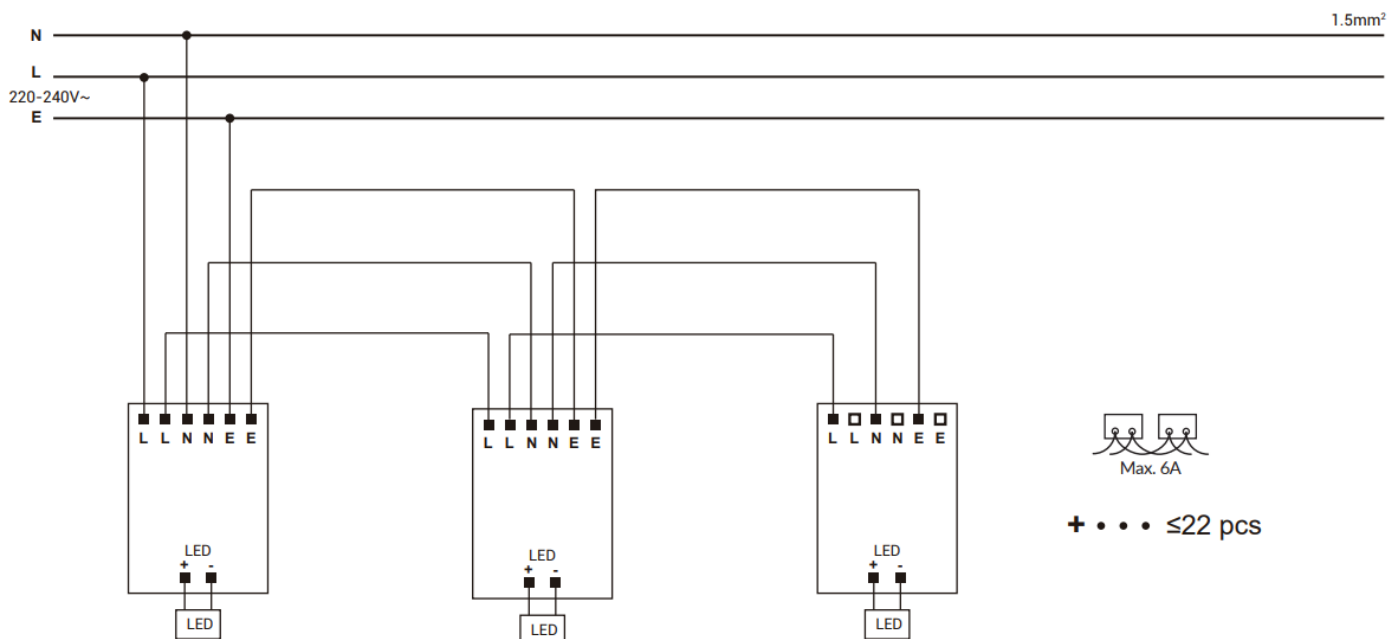 1.5mm²
N
L
220-240V~
E
L L N N E E
L L N N E E
L L N N E E
Max. 6A
+ • • • ≤22 pcs
LED
+ -
LED
LED
+ -
LED
LED
+ -
LED